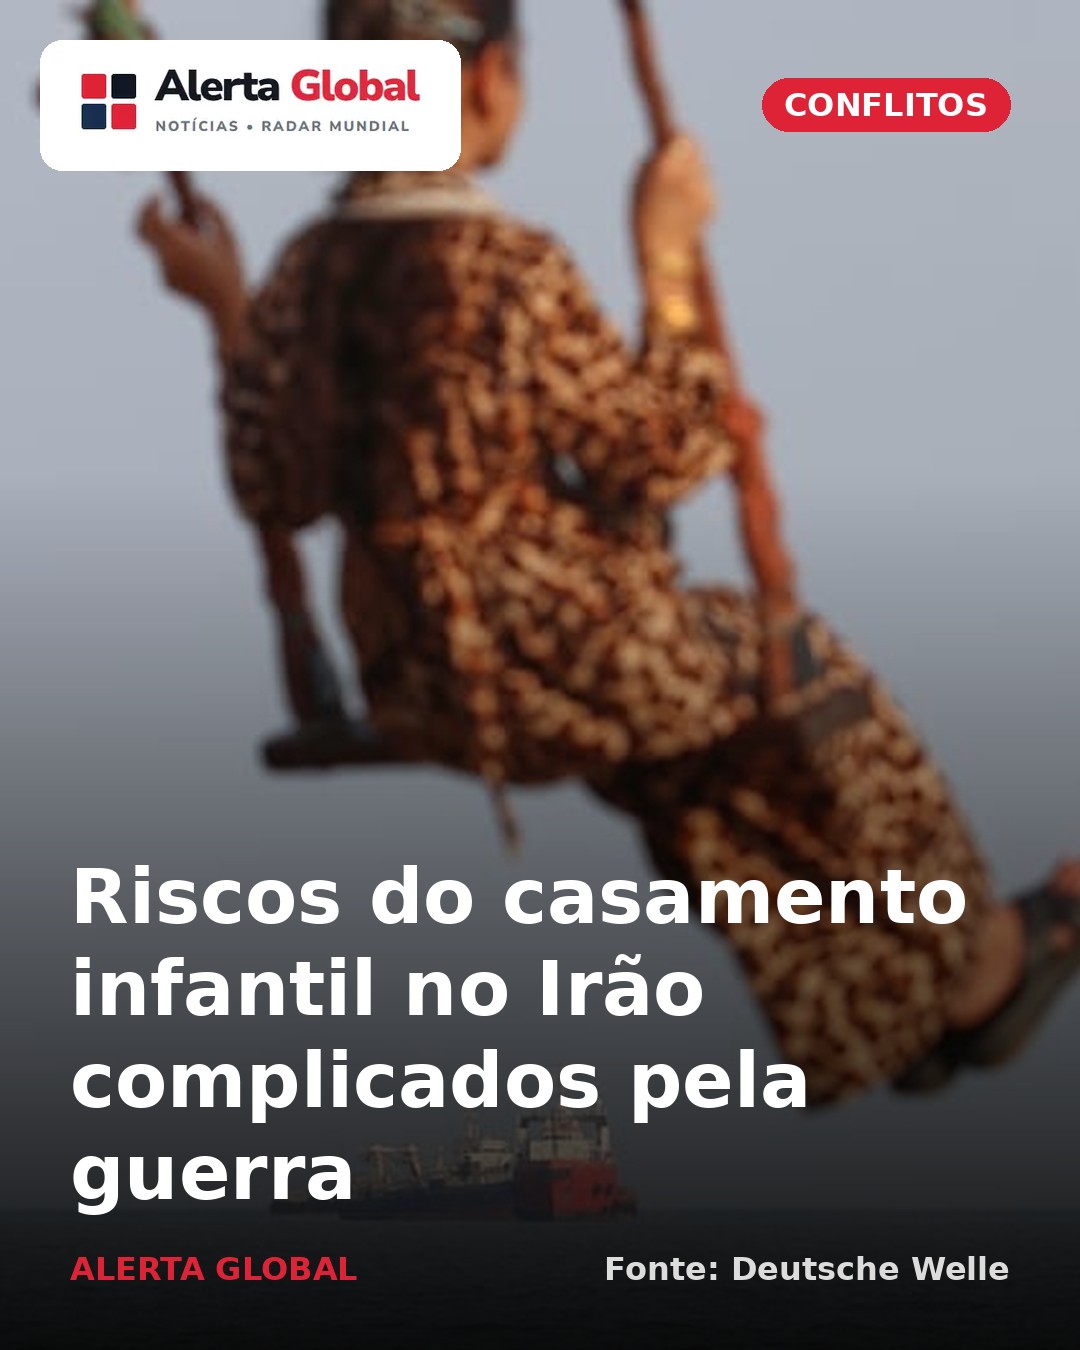 Alerta Global
NOTÍCIAS • RADAR MUNDIAL
CONFLITOS
Riscos do casamento
infantil no Irão
complicados pela
guerra
ALERTA GLOBAL
Fonte: Deutsche Welle